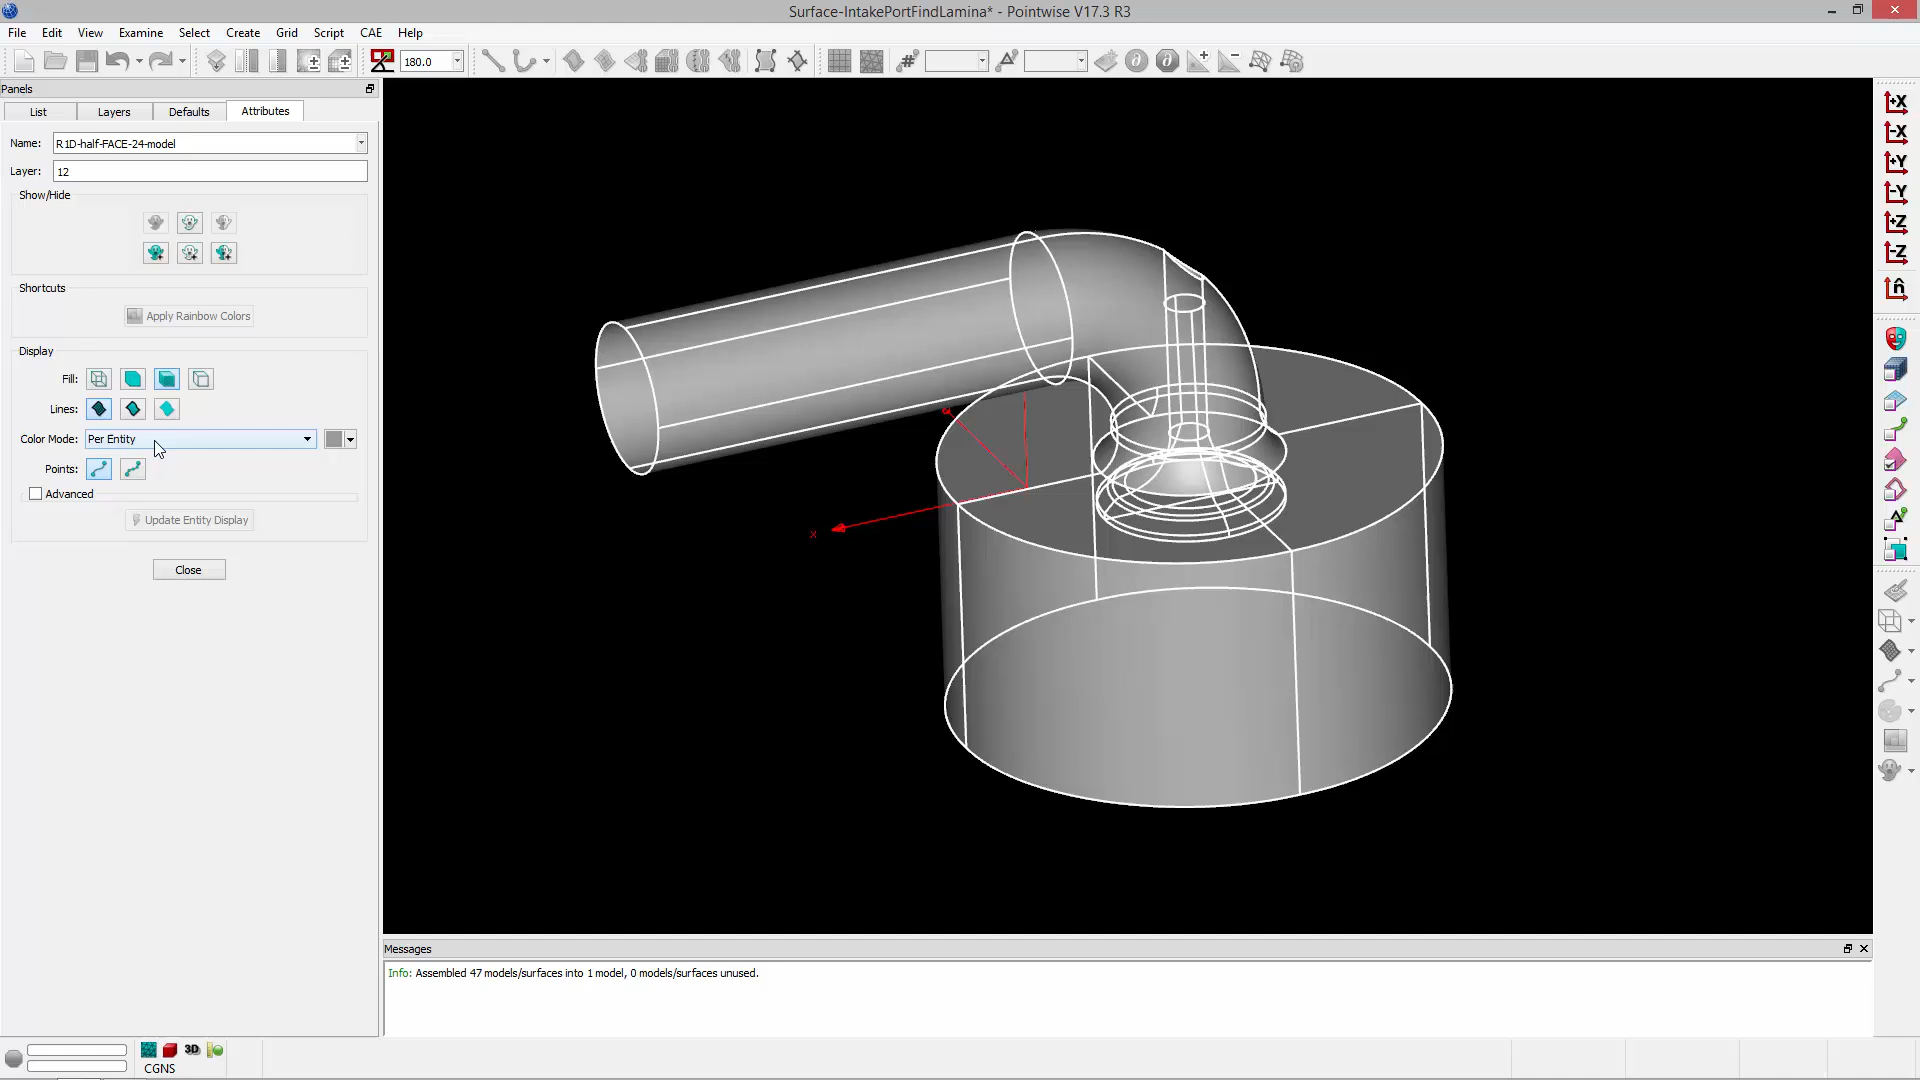 Surface-IntakePortFindLamina* - Pointwise V17.3 R3
File Edit View Examine Select Create Grid Script CAE Help
180.0
Panels
List Layers Defaults Attributes
Name: R1D-half-FACE-24-model
Layer: 12
Show/Hide
Shortcuts
Apply Rainbow Colors
Display
Fill:
Lines:
Color Mode: Per Entity
Points:
Advanced
Update Entity Display
Close
x
+X
-X
+Y
-Y
+Z
-Z
n̂
Messages
Info: Assembled 47 models/surfaces into 1 model, 0 models/surfaces unused.
3D
CGNS